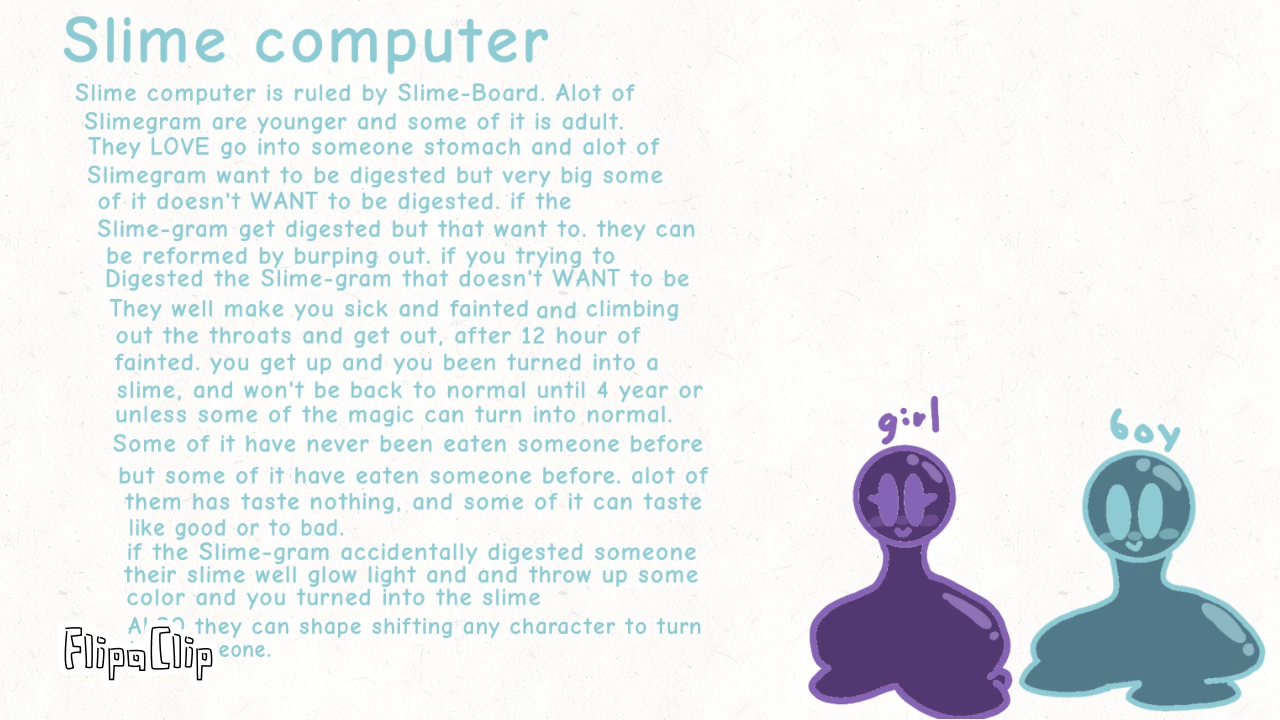 Slime computer
Slime computer is ruled by Slime-Board. Alot of
Slimegram are younger and some of it is adult.
They LOVE go into someone stomach and alot of
Slimegram want to be digested but very big some
of it doesn't WANT to be digested. if the
Slime-gram get digested but that want to. they can
be reformed by burping out. if you trying to
Digested the Slime-gram that doesn't WANT to be
They well make you sick and fainted and climbing
out the throats and get out, after 12 hour of
fainted. you get up and you been turned into a
slime, and won't be back to normal until 4 year or
unless some of the magic can turn into normal.
Some of it have never been eaten someone before
but some of it have eaten someone before. alot of
them has taste nothing, and some of it can taste
like good or to bad.
if the Slime-gram accidentally digested someone
their slime well glow light and and throw up some
color and you turned into the slime
ALSO they can shape shifting any character to turn
eone.
FlipaClip
girl
boy